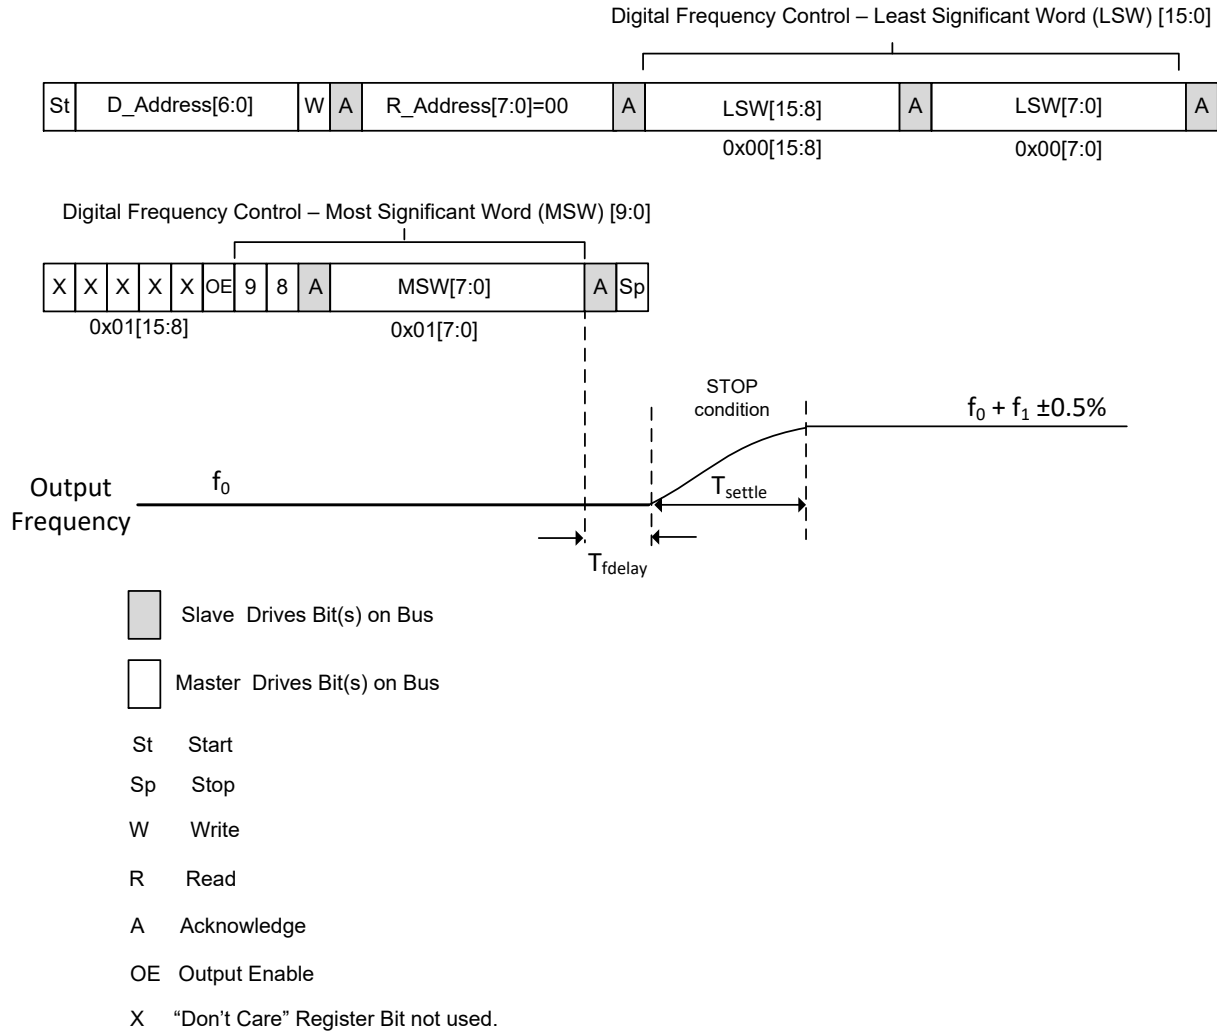 Digital Frequency Control – Least Significant Word (LSW) [15:0]
St D_Address[6:0] W A R_Address[7:0]=00 A LSW[15:8] A LSW[7:0] A
0x00[15:8] 0x00[7:0]
Digital Frequency Control – Most Significant Word (MSW) [9:0]
X X X X X OE 9 8 A MSW[7:0] A Sp
0x01[15:8] 0x01[7:0]
STOP
condition
f0 + f1 ±0.5%
f0
Output
Frequency
Tsettle
Tfdelay
Slave Drives Bit(s) on Bus
Master Drives Bit(s) on Bus
St Start
Sp Stop
W Write
R Read
A Acknowledge
OE Output Enable
X “Don’t Care” Register Bit not used.